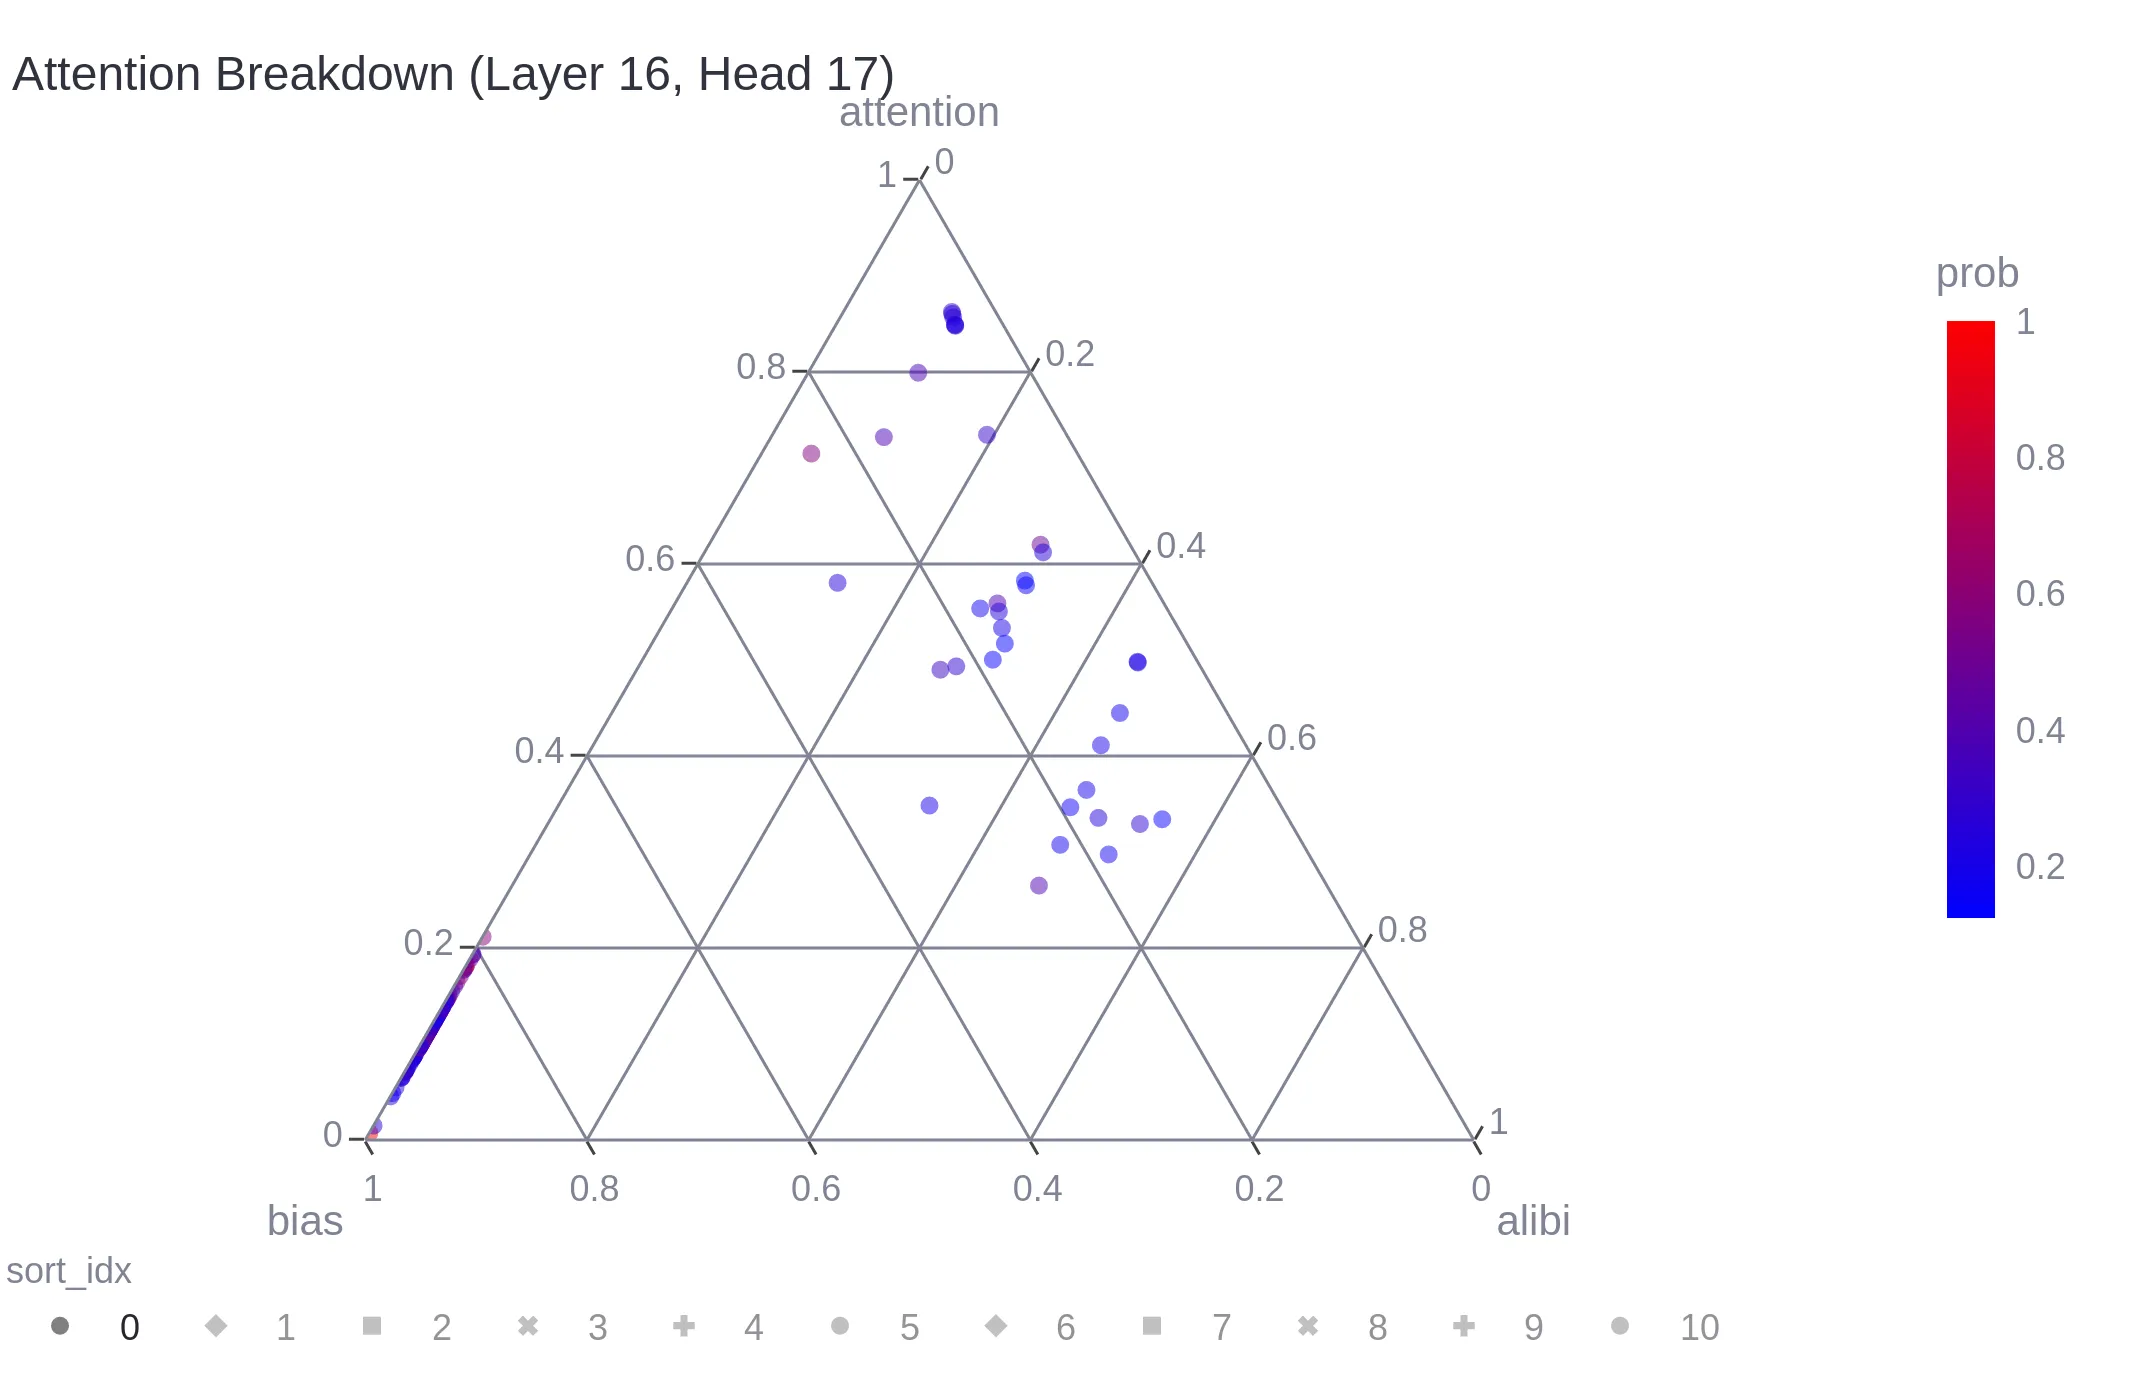 Attention Breakdown (Layer 16, Head 17)
attention
1 0
prob
1
0.8 0.2
0.8
0.6 0.4
0.6
0.4 0.6
0.4
0.2 0.8
0.2
0 1
1 0.8 0.6 0.4 0.2 0
bias alibi
sort_idx
0 1 2 3 4 5 6 7 8 9 10